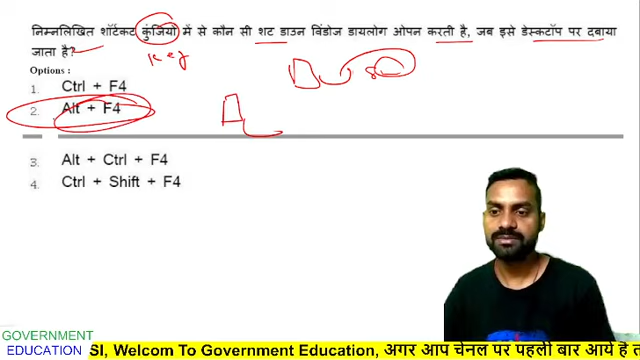 निम्नलिखित शॉर्टकट कुंजियों में से कौन सी शट डाउन विंडोज डायलोग ओपन करती है, जब इसे डेस्कटॉप पर दबाया
जाता है?
Key
Options :
1. Ctrl + F4
2. Alt + F4
3. Alt + Ctrl + F4
4. Ctrl + Shift + F4
GOVERNMENT
EDUCATION
SI, Welcom To Government Education, अगर आप चेनल पर पहली बार आये है त